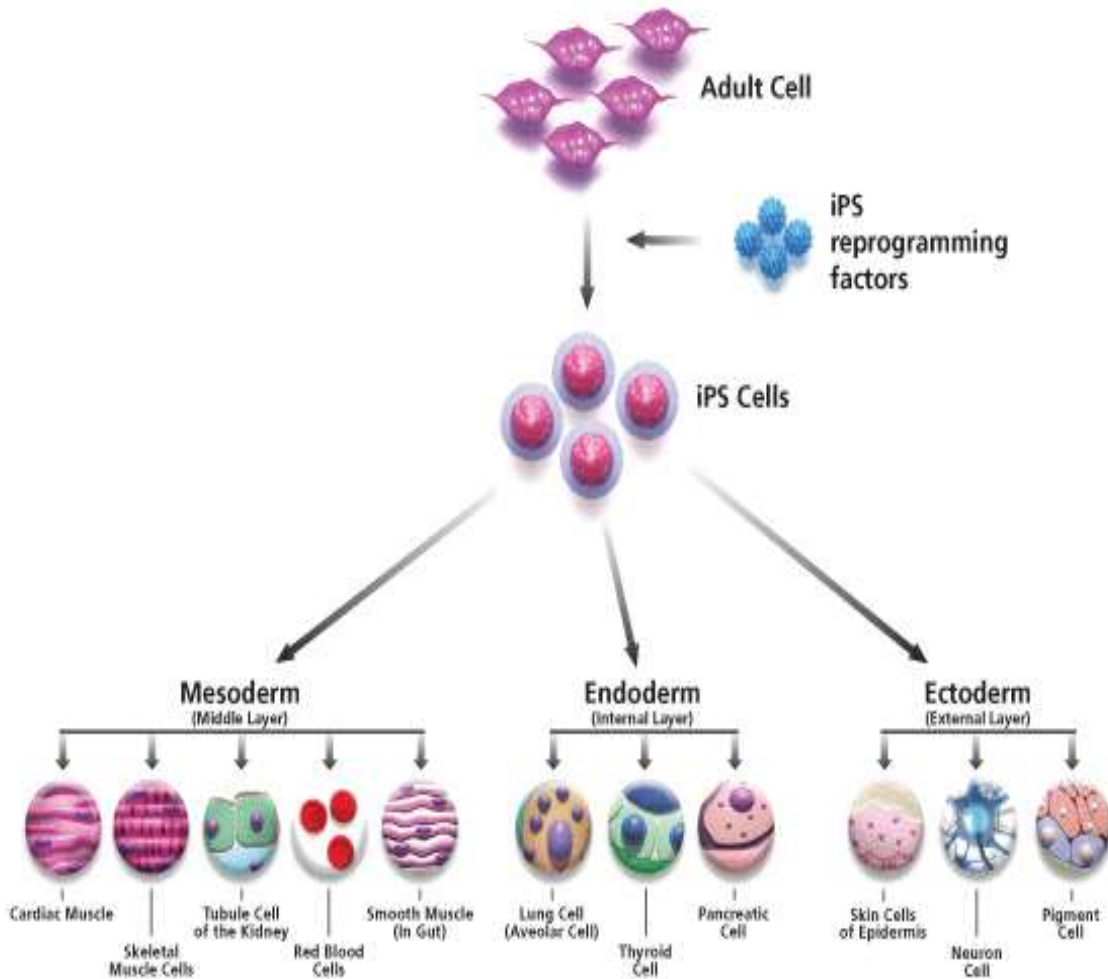 Adult Cell
iPS
reprogramming
factors
iPS Cells
Mesoderm
(Middle Layer)
Endoderm
(Internal Layer)
Ectoderm
(External Layer)
Cardiac Muscle
Skeletal
Muscle Cells
Tubule Cell
of the Kidney
Red Blood
Cells
Smooth Muscle
(In Gut)
Lung Cell
(Aveolar Cell)
Thyroid
Cell
Pancreatic
Cell
Skin Cells
of Epidermis
Neuron
Cell
Pigment
Cell